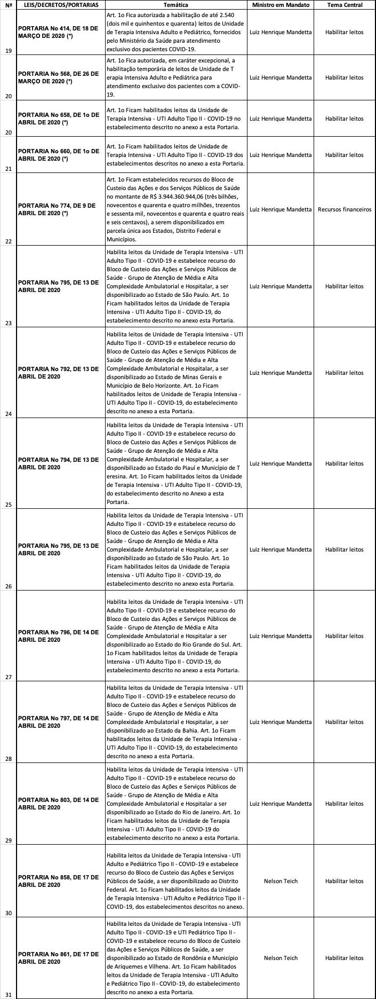 Nª LEIS/DECRETOS/PORTARIAS Temática Ministro em Mandato Tema Central
19
PORTARIA No 414, DE 18 DE
MARÇO DE 2020 (*)
Art. 1o Fica autorizada a habilitação de até 2.540
(dois mil e quinhentos e quarenta) leitos de Unidade
de Terapia Intensiva Adulto e Pediátrico, fornecidos
pelo Ministério da Saúde para atendimento
exclusivo dos pacientes COVID-19.
Luiz Henrique Mandetta
Habilitar leitos
20
PORTARIA No 568, DE 26 DE
MARÇO DE 2020 (*)
Art. 1o Fica autorizada, em caráter excepcional, a
habilitação temporária de leitos de Unidade de T
erapia Intensiva Adulto e Pediátrica para
atendimento exclusivo dos pacientes com a COVID-
19.
Luiz Henrique Mandetta
Habilitar leitos
20
PORTARIA No 658, DE 1o DE
ABRIL DE 2020 (*)
Art. 1o Ficam habilitados leitos da Unidade de
Terapia Intensiva - UTI Adulto Tipo II - COVID-19 no
estabelecimento descrito no anexo a esta Portaria.
Luiz Henrique Mandetta
Habilitar leitos
21
PORTARIA No 660, DE 1o DE
ABRIL DE 2020 (*)
Art. 1o Ficam habilitados leitos de Unidade de
Terapia Intensiva - UTI Adulto Tipo II - COVID-19 dos
estabelecimentos descritos no anexo a esta Portaria.
Luiz Henrique Mandetta
Habilitar leitos
22
PORTARIA No 774, DE 9 DE
ABRIL DE 2020 (*)
Art. 1o Ficam estabelecidos recursos do Bloco de
Custeio das Ações e dos Serviços Públicos de Saúde
no montante de R$ 3.944.360.944,06 (três bilhões,
novecentos e quarenta e quatro milhões, trezentos
e sessenta mil, novecentos e quarenta e quatro reais
e seis centavos), a serem disponibilizados em
parcela única aos Estados, Distrito Federal e
Municípios.
Luiz Henrique Mandetta
Recursos financeiros
23
PORTARIA No 795, DE 13 DE
ABRIL DE 2020
Habilita leitos da Unidade de Terapia Intensiva - UTI
Adulto Tipo II - COVID-19 e estabelece recurso do
Bloco de Custeio das Ações e Serviços Públicos de
Saúde - Grupo de Atenção de Média e Alta
Complexidade Ambulatorial e Hospitalar, a ser
disponibilizado ao Estado de São Paulo. Art. 1o
Ficam habilitados leitos da Unidade de Terapia
Intensiva - UTI Adulto Tipo II - COVID-19, do
estabelecimento descrito no anexo esta Portaria.
Luiz Henrique Mandetta
Habilitar leitos
24
PORTARIA No 792, DE 13 DE
ABRIL DE 2020
Habilita leitos de Unidade de Terapia Intensiva - UTI
Adulto Tipo II - COVID-19 e estabelece recurso do
Bloco de Custeio das Ações e Serviços Públicos de
Saúde - Grupo de Atenção de Média e Alta
Complexidade Ambulatorial e Hospitalar, a ser
disponibilizado ao Estado de Minas Gerais e
Município de Belo Horizonte. Art. 1o Ficam
habilitados leitos de Unidade de Terapia Intensiva -
UTI Adulto Tipo II - COVID-19, do estabelecimento
descrito no anexo a esta Portaria.
Luiz Henrique Mandetta
Habilitar leitos
25
PORTARIA No 794, DE 13 DE
ABRIL DE 2020
Habilita leitos da Unidade de Terapia Intensiva - UTI
Adulto Tipo II - COVID-19 e estabelece recurso do
Bloco de Custeio das Ações e Serviços Públicos de
Saúde - Grupo de Atenção de Média e Alta
Complexidade Ambulatorial e Hospitalar, a ser
disponibilizado ao Estado do Piauí e Município de T
eresina. Art. 1o Ficam habilitados leitos da Unidade
de Terapia Intensiva - UTI Adulto Tipo II - COVID-19,
do estabelecimento descrito no Anexo a esta
Portaria.
Luiz Henrique Mandetta
Habilitar leitos
26
PORTARIA No 795, DE 13 DE
ABRIL DE 2020
Habilita leitos da Unidade de Terapia Intensiva - UTI
Adulto Tipo II - COVID-19 e estabelece recurso do
Bloco de Custeio das Ações e Serviços Públicos de
Saúde - Grupo de Atenção de Média e Alta
Complexidade Ambulatorial e Hospitalar, a ser
disponibilizado ao Estado de São Paulo. Art. 1o
Ficam habilitados leitos da Unidade de Terapia
Intensiva - UTI Adulto Tipo II - COVID-19, do
estabelecimento descrito no anexo esta Portaria.
Luiz Henrique Mandetta
Habilitar leitos
27
PORTARIA No 796, DE 14 DE
ABRIL DE 2020
Habilita leitos da Unidade de Terapia Intensiva - UTI
Adulto Tipo II - COVID-19 e estabelece recurso do
Bloco de Custeio das Ações e Serviços Públicos de
Saúde - Grupo de Atenção de Média e Alta
Complexidade Ambulatorial e Hospitalar a ser
disponibilizado ao Estado do Rio Grande do Sul. Art.
1o Ficam habilitados leitos da Unidade de Terapia
Intensiva - UTI Adulto Tipo II - COVID-19, do
estabelecimento descrito no anexo a esta Portaria.
Luiz Henrique Mandetta
Habilitar leitos
28
PORTARIA No 797, DE 14 DE
ABRIL DE 2020
Habilita leitos da Unidade de Terapia Intensiva - UTI
Adulto Tipo II - COVID-19 e estabelece recurso do
Bloco de Custeio das Ações e Serviços Públicos de
Saúde - Grupo de Atenção de Média e Alta
Complexidade Ambulatorial e Hospitalar, a ser
disponibilizado ao Estado da Bahia. Art. 1o Ficam
habilitados leitos da Unidade de Terapia Intensiva -
UTI Adulto Tipo II - COVID-19, do estabelecimento
descrito no anexo a esta Portaria.
Luiz Henrique Mandetta
Habilitar leitos
29
PORTARIA No 803, DE 14 DE
ABRIL DE 2020
Habilita leitos da Unidade de Terapia Intensiva - UTI
Adulto Tipo II - COVID-19 e estabelece recurso do
Bloco de Custeio das Ações e Serviços Públicos de
Saúde - Grupo de Atenção de Média e Alta
Complexidade Ambulatorial e Hospitalar a ser
disponibilizado ao Estado do Rio de Janeiro. Art. 1o
Ficam habilitados leitos da Unidade de Terapia
Intensiva - UTI Adulto Tipo II - COVID-19 do
estabelecimento descrito no anexo a esta Portaria.
Luiz Henrique Mandetta
Habilitar leitos
30
PORTARIA No 858, DE 17 DE
ABRIL DE 2020
Habilita leitos da Unidade de Terapia Intensiva - UTI
Adulto e Pediátrico Tipo II - COVID-19 e estabelece
recurso do Bloco de Custeio das Ações e Serviços
Públicos de Saúde, a ser disponibilizado ao Distrito
Federal. Art. 1o Ficam habilitados leitos da Unidade
de Terapia Intensiva - UTI Adulto e Pediátrico Tipo II -
COVID-19, dos estabelecimentos descritos no anexo.
Nelson Teich
Habilitar leitos
31
PORTARIA No 861, DE 17 DE
ABRIL DE 2020
Habilita leitos da Unidade de Terapia Intensiva - UTI
Adulto Tipo II - COVID-19 e UTI Pediátrico Tipo II -
COVID-19 e estabelece recurso do Bloco de Custeio
das Ações e Serviços Públicos de Saúde, a ser
disponibilizado ao Estado de Rondônia e Município
de Ariquemes e Vilhena. Art. 1o Ficam habilitados
leitos da Unidade de Terapia Intensiva - UTI Adulto
e Pediátrico Tipo II - COVID-19, do estabelecimento
descrito no anexo a esta Portaria.
Nelson Teich
Habilitar leitos